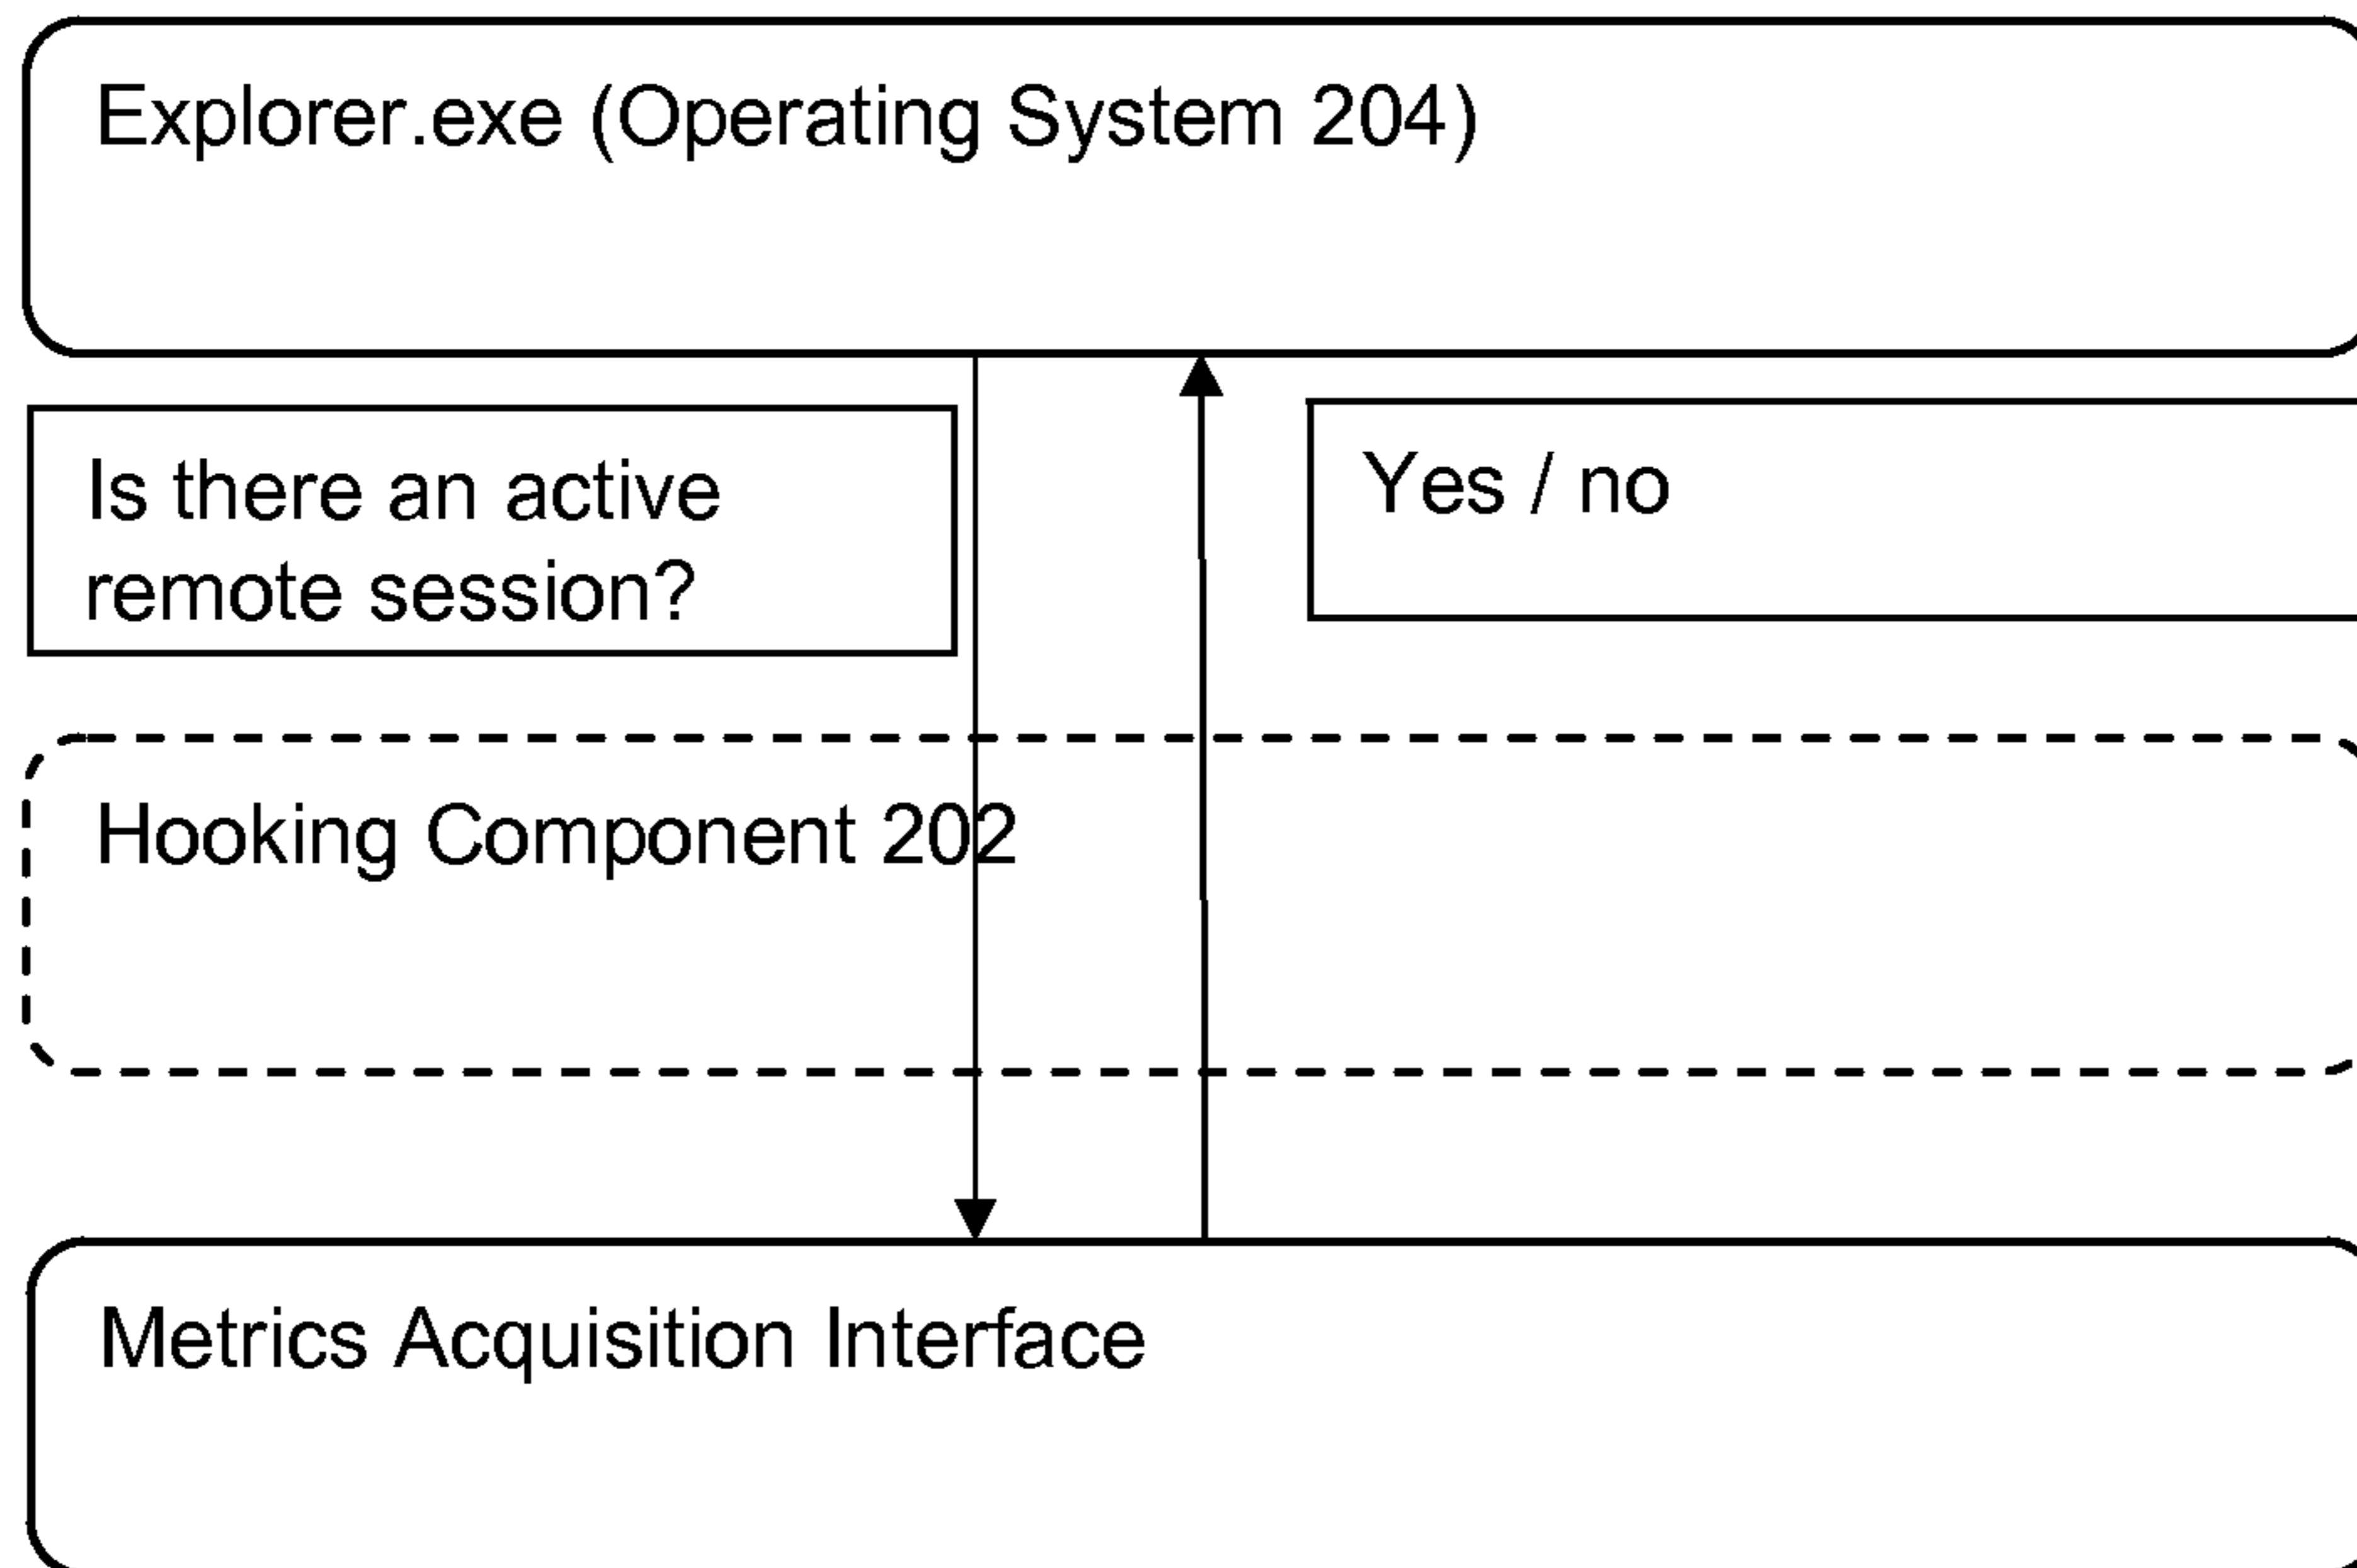 Explorer.exe (Operating System 204)
Is there an active
remote session?
Yes / no
Hooking Component 202
Metrics Acquisition Interface